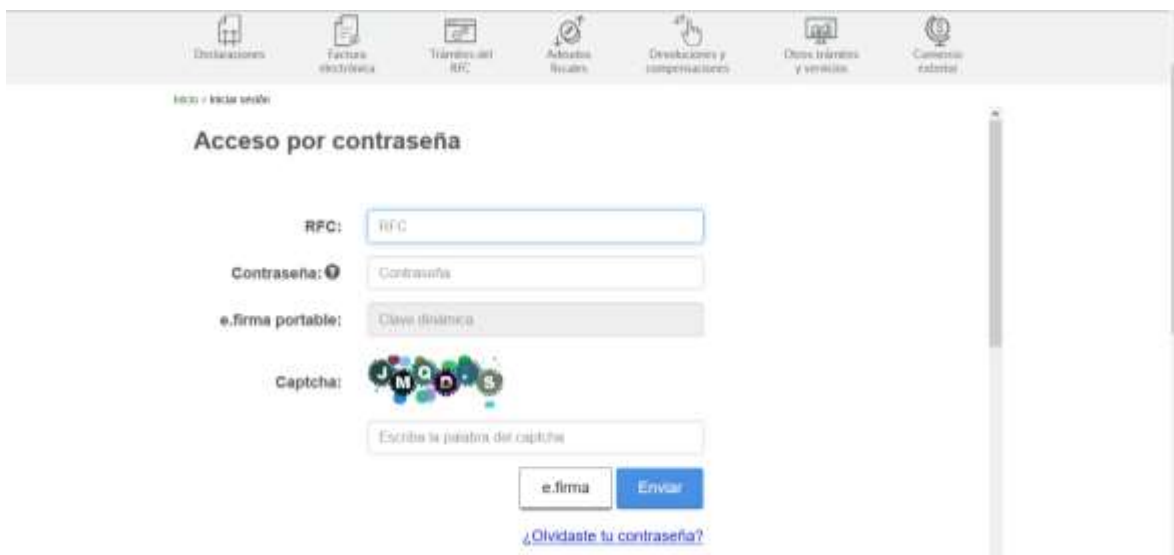 Declaraciones
Factura electrónica
Trámites del RFC
Adeudos fiscales
Devoluciones y compensaciones
Otros trámites y servicios
Comercio exterior
Inicio > Iniciar sesión
Acceso por contraseña
RFC: RFC
Contraseña: Contraseña
e.firma portable: Clave dinámica
Captcha:
Escriba la palabra del captcha
e.firma Enviar
¿Olvidaste tu contraseña?